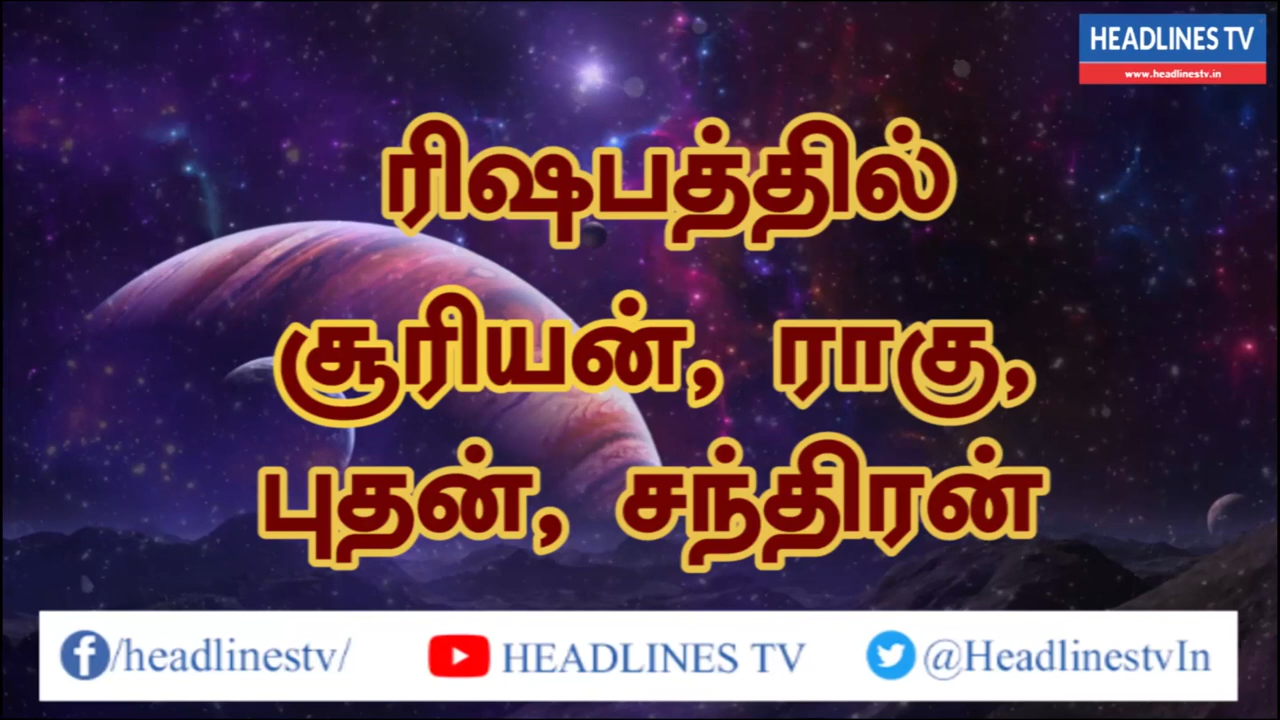 HEADLINES TV
www.headlinestv.in
ரிஷபத்தில்
சூரியன், ராகு,
புதன், சந்திரன்
/headlinestv/ HEADLINES TV @HeadlinestvIn